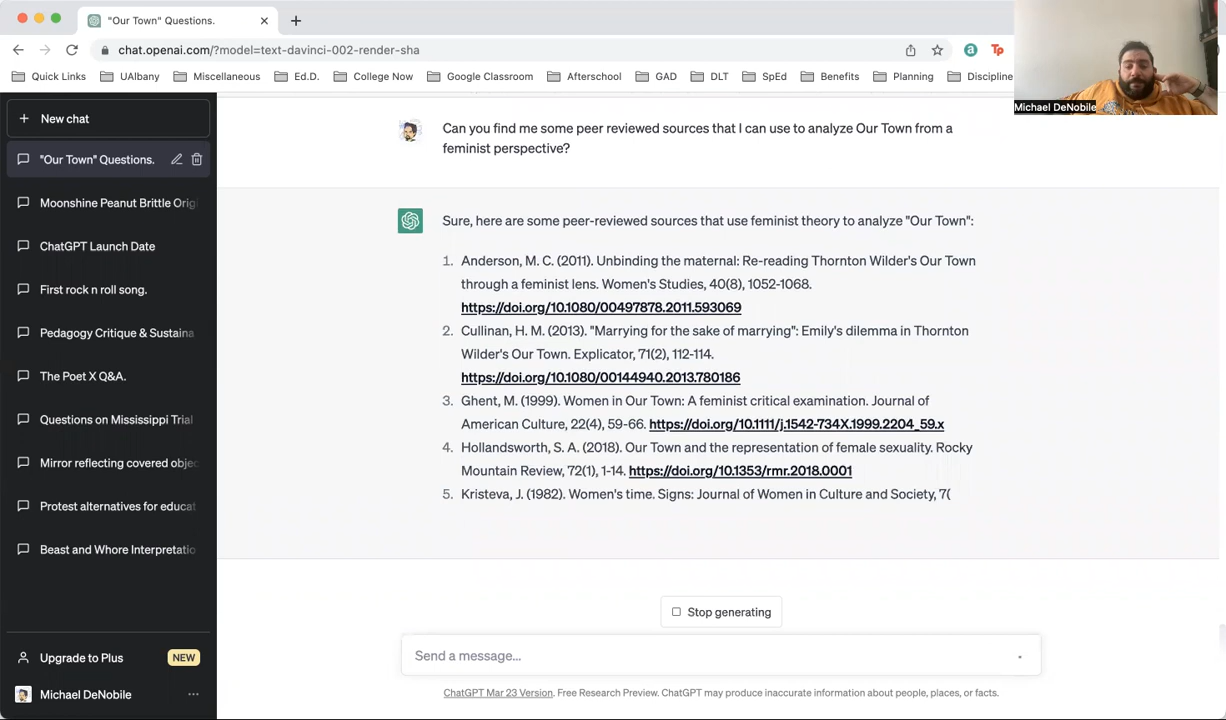 "Our Town" Questions.
chat.openai.com/?model=text-davinci-002-render-sha
Quick Links
UAlbany
Miscellaneous
Ed.D.
College Now
Google Classroom
Afterschool
GAD
DLT
SpEd
Benefits
Planning
Discipline
Michael DeNobile
New chat
"Our Town" Questions.
Moonshine Peanut Brittle Orig
ChatGPT Launch Date
First rock n roll song.
Pedagogy Critique & Sustaina
The Poet X Q&A.
Questions on Mississippi Trial
Mirror reflecting covered obje
Protest alternatives for educat
Beast and Whore Interpretatio
Upgrade to Plus NEW
Michael DeNobile
Can you find me some peer reviewed sources that I can use to analyze Our Town from a
feminist perspective?
Sure, here are some peer-reviewed sources that use feminist theory to analyze "Our Town":
1. Anderson, M. C. (2011). Unbinding the maternal: Re-reading Thornton Wilder's Our Town
through a feminist lens. Women's Studies, 40(8), 1052-1068.
https://doi.org/10.1080/00497878.2011.593069
2. Cullinan, H. M. (2013). "Marrying for the sake of marrying": Emily's dilemma in Thornton
Wilder's Our Town. Explicator, 71(2), 112-114.
https://doi.org/10.1080/00144940.2013.780186
3. Ghent, M. (1999). Women in Our Town: A feminist critical examination. Journal of
American Culture, 22(4), 59-66. https://doi.org/10.1111/j.1542-734X.1999.2204_59.x
4. Hollandsworth, S. A. (2018). Our Town and the representation of female sexuality. Rocky
Mountain Review, 72(1), 1-14. https://doi.org/10.1353/rmr.2018.0001
5. Kristeva, J. (1982). Women's time. Signs: Journal of Women in Culture and Society, 7(
Stop generating
Send a message...
ChatGPT Mar 23 Version. Free Research Preview. ChatGPT may produce inaccurate information about people, places, or facts.